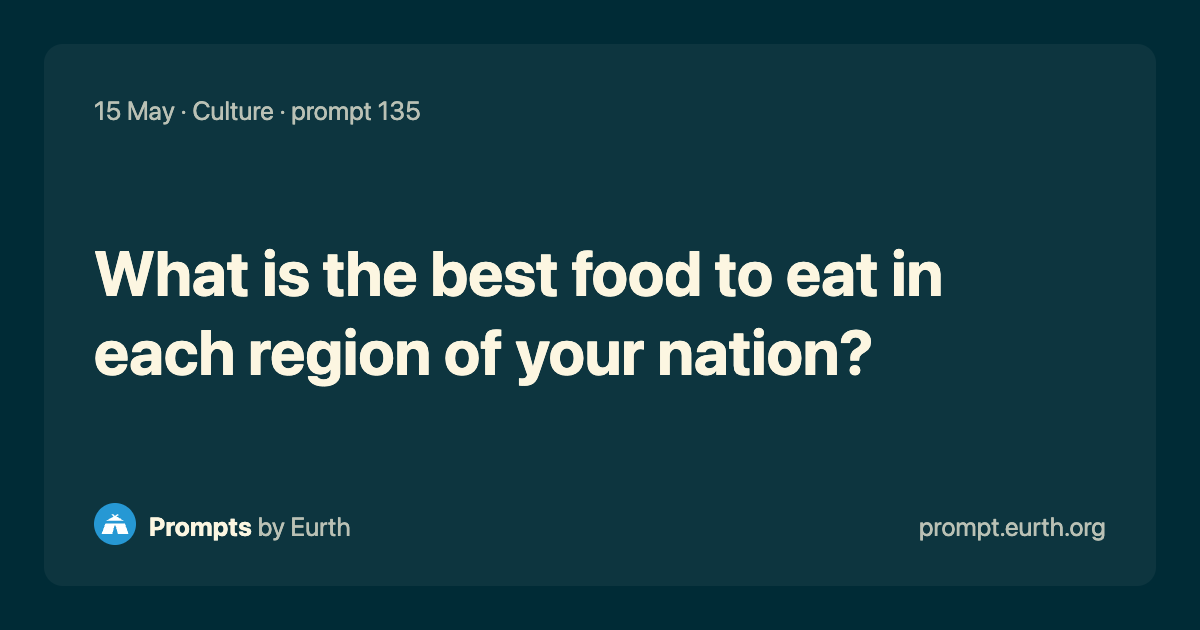 15 May · Culture · prompt 135
What is the best food to eat in
each region of your nation?
Prompts by Eurth
prompt.eurth.org